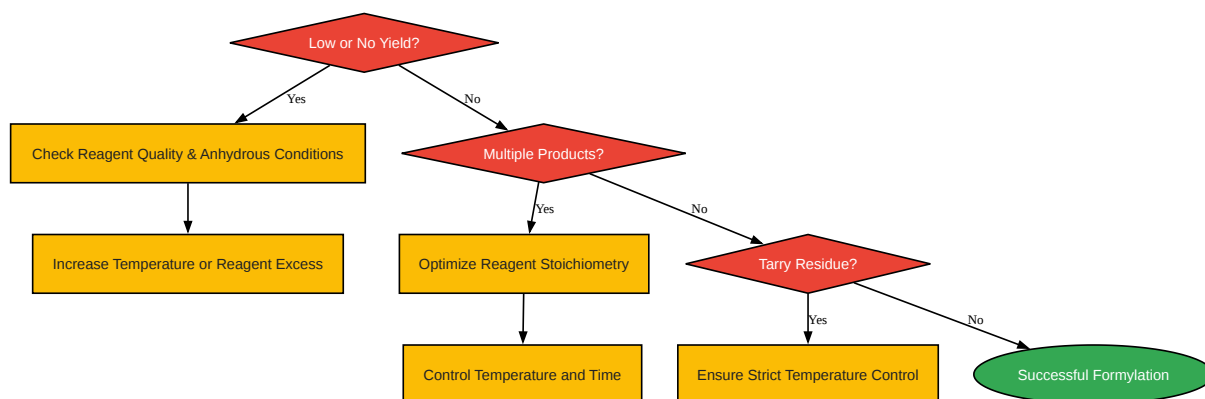 Low or No Yield?
Yes
No
Check Reagent Quality & Anhydrous Conditions
Multiple Products?
Yes
No
Increase Temperature or Reagent Excess
Optimize Reagent Stoichiometry
Tarry Residue?
Yes
No
Control Temperature and Time
Ensure Strict Temperature Control
Successful Formylation